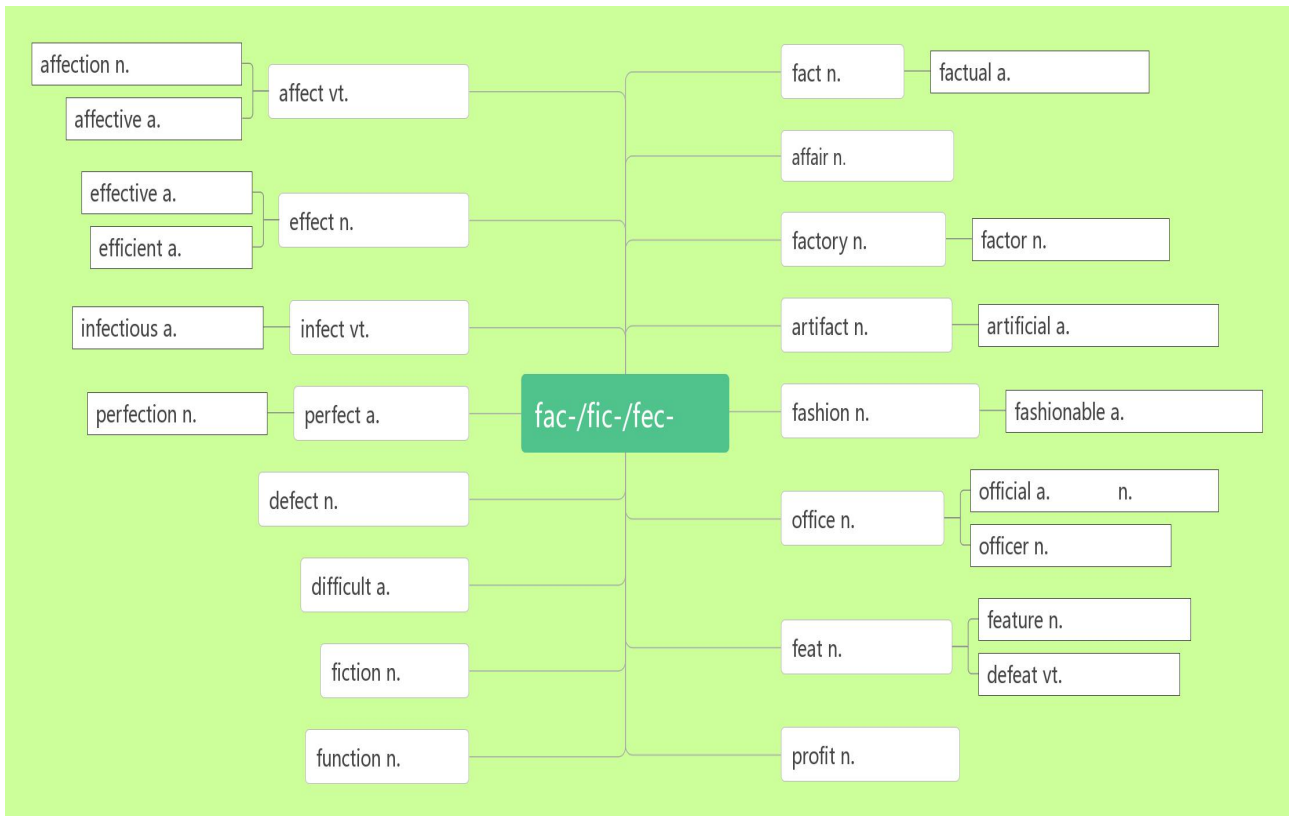 affection n.
affective a.
affect vt.
effective a.
efficient a.
effect n.
infectious a.
infect vt.
perfection n.
perfect a.
defect n.
difficult a.
fiction n.
function n.
fac-/fic-/fec-
fact n.
factual a.
affair n.
factory n.
factor n.
artifact n.
artificial a.
fashion n.
fashionable a.
office n.
official a. n.
officer n.
feat n.
feature n.
defeat vt.
profit n.